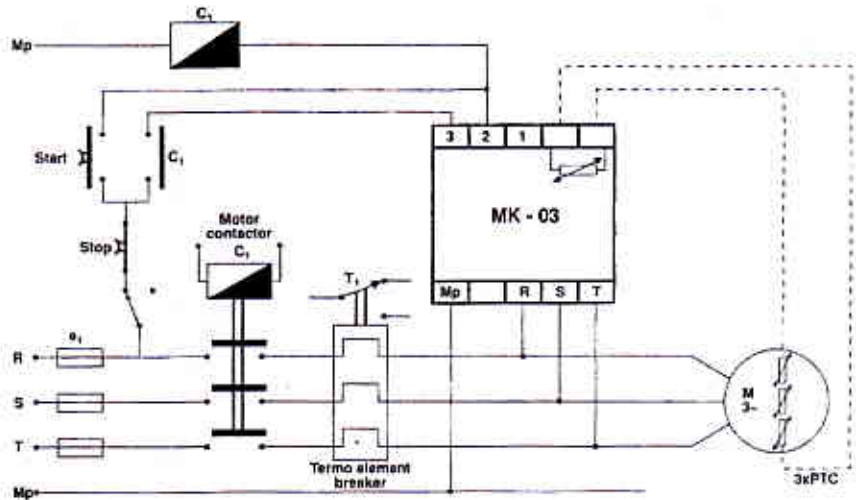 C₁
Mp
3 2 1
Start
C₁
MK - 03
Motor
contactor
C₁
Stop
T₁
Mp R S T
e₁
R
S
T
M
3~
Termo element
breaker
3xPTC
Mp